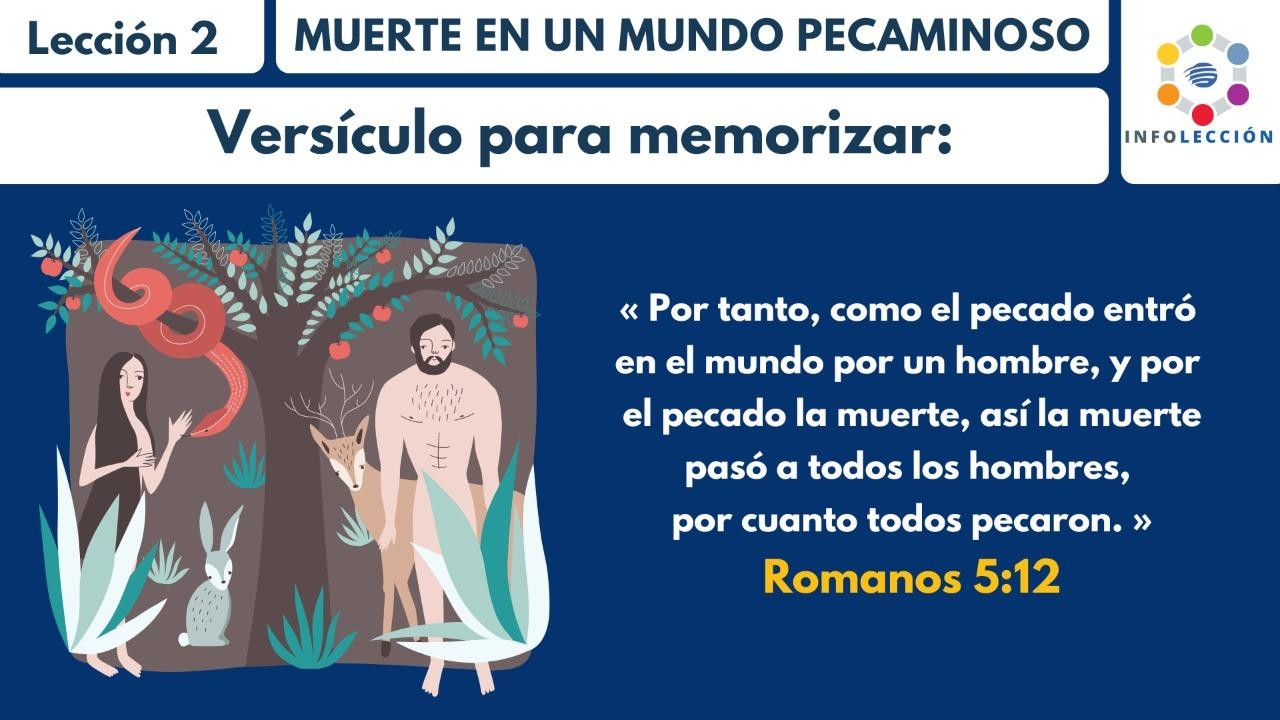 Lección 2
MUERTE EN UN MUNDO PECAMINOSO
INFOLECCIÓN
Versículo para memorizar:
« Por tanto, como el pecado entró
en el mundo por un hombre, y por
el pecado la muerte, así la muerte
pasó a todos los hombres,
por cuanto todos pecaron. »
Romanos 5:12